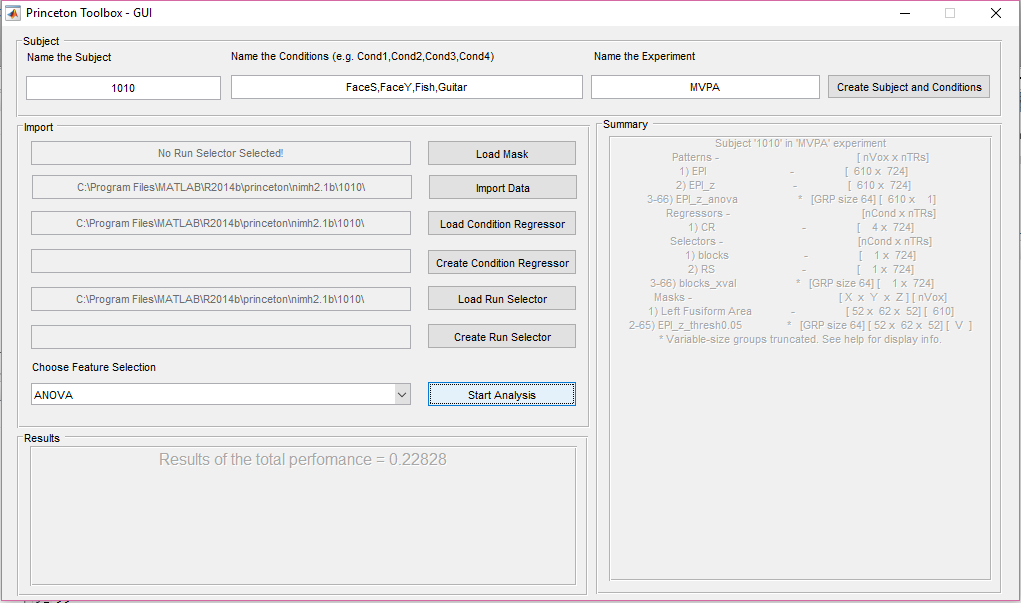 Princeton Toolbox - GUI
Subject
Name the Subject
Name the Conditions (e.g. Cond1,Cond2,Cond3,Cond4)
Name the Experiment
1010
FaceS,FaceY,Fish,Guitar
MVPA
Create Subject and Conditions
Import
No Run Selector Selected!
Load Mask
C:\Program Files\MATLAB\R2014b\princeton\nimh2.1b\1010\
Import Data
C:\Program Files\MATLAB\R2014b\princeton\nimh2.1b\1010\
Load Condition Regressor
Create Condition Regressor
C:\Program Files\MATLAB\R2014b\princeton\nimh2.1b\1010\
Load Run Selector
Create Run Selector
Choose Feature Selection
ANOVA
Start Analysis
Results
Results of the total perfomance = 0.22828
Summary
Subject '1010' in 'MVPA' experiment
Patterns - [ nVox x nTRs]
1) EPI - [ 610 x 724]
2) EPI_z - [ 610 x 724]
3-66) EPI_z_anova * [GRP size 64] [ 610 x 1]
Regressors - [nCond x nTRs]
1) CR - [ 4 x 724]
Selectors - [nCond x nTRs]
1) blocks - [ 1 x 724]
2) RS - [ 1 x 724]
3-66) blocks_xval * [GRP size 64] [ 1 x 724]
Masks - [ X x Y x Z ] [ nVox]
1) Left Fusiform Area - [ 52 x 62 x 52] [ 610]
2-65) EPI_z_thresh0.05 * [GRP size 64] [ 52 x 62 x 52] [ V ]
* Variable-size groups truncated. See help for display info.